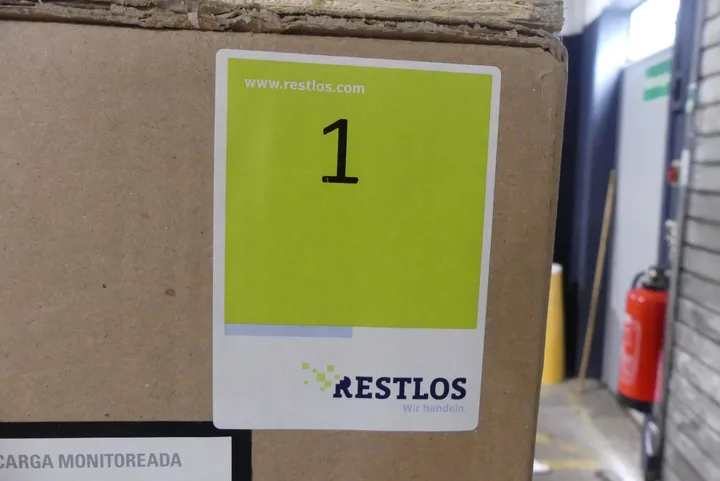 www.restlos.com
1
RESTLOS
Wir handeln.
CARGA MONITOREADA